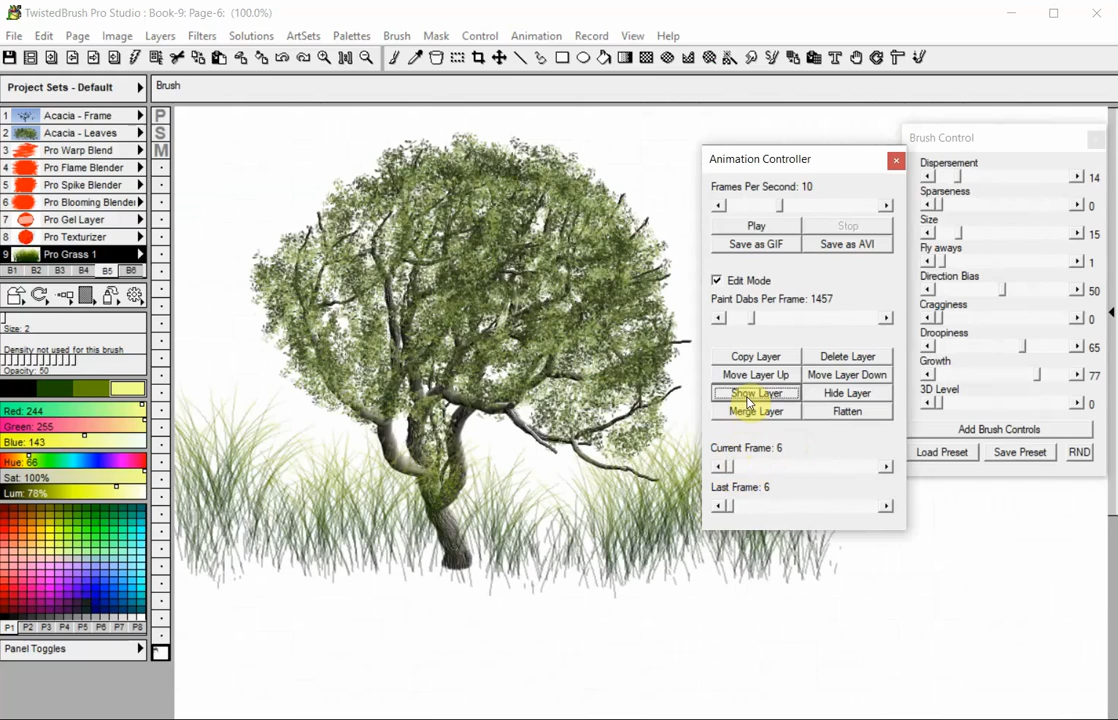 TwistedBrush Pro Studio : Book-9: Page-6: (100.0%)
File Edit Page Image Layers Filters Solutions ArtSets Palettes Brush Mask Control Animation Record View Help
Project Sets - Default
Brush
1 Acacia - Frame
2 Acacia - Leaves
3 Pro Warp Blend
4 Pro Flame Blender
5 Pro Spike Blender
6 Pro Blooming Blender
7 Pro Gel Layer
8 Pro Texturizer
9 Pro Grass 1
B1 B2 B3 B4 B5 B6
P
S
M
Size: 2
Density not used for this brush
Opacity: 50
Red: 244
Green: 255
Blue: 143
Hue: 66
Sat: 100%
Lum: 78%
P1 P2 P3 P4 P5 P6 P7 P8
Panel Toggles
Animation Controller
Frames Per Second: 10
Play Stop
Save as GIF Save as AVI
Edit Mode
Paint Dabs Per Frame: 1457
Copy Layer Delete Layer
Move Layer Up Move Layer Down
Show Layer Hide Layer
Merge Layer Flatten
Current Frame: 6
Last Frame: 6
Brush Control
Dispersement
14
Sparseness
0
Size
15
Fly aways
1
Direction Bias
50
Cragginess
0
Droopiness
65
Growth
77
3D Level
0
Add Brush Controls
Load Preset Save Preset RND